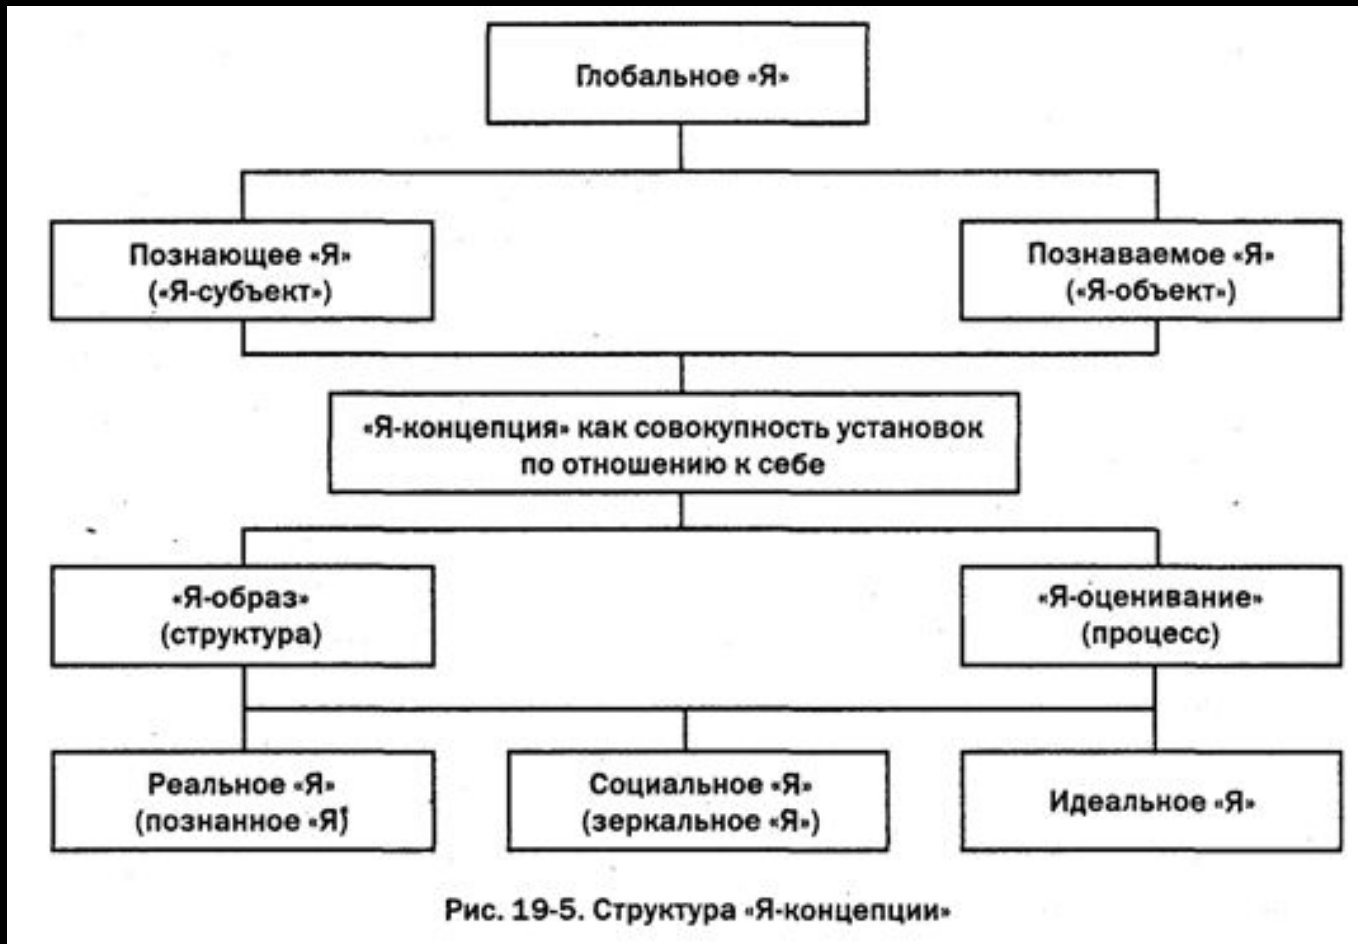 Глобальное «Я»
Познающее «Я»
(«Я-субъект»)
Познаваемое «Я»
(«Я-объект»)
«Я-концепция» как совокупность установок
по отношению к себе
«Я-образ»
(структура)
«Я-оценивание»
(процесс)
Реальное «Я»
(познанное «Я»)
Социальное «Я»
(зеркальное «Я»)
Идеальное «Я»
Рис. 19-5. Структура «Я-концепции»